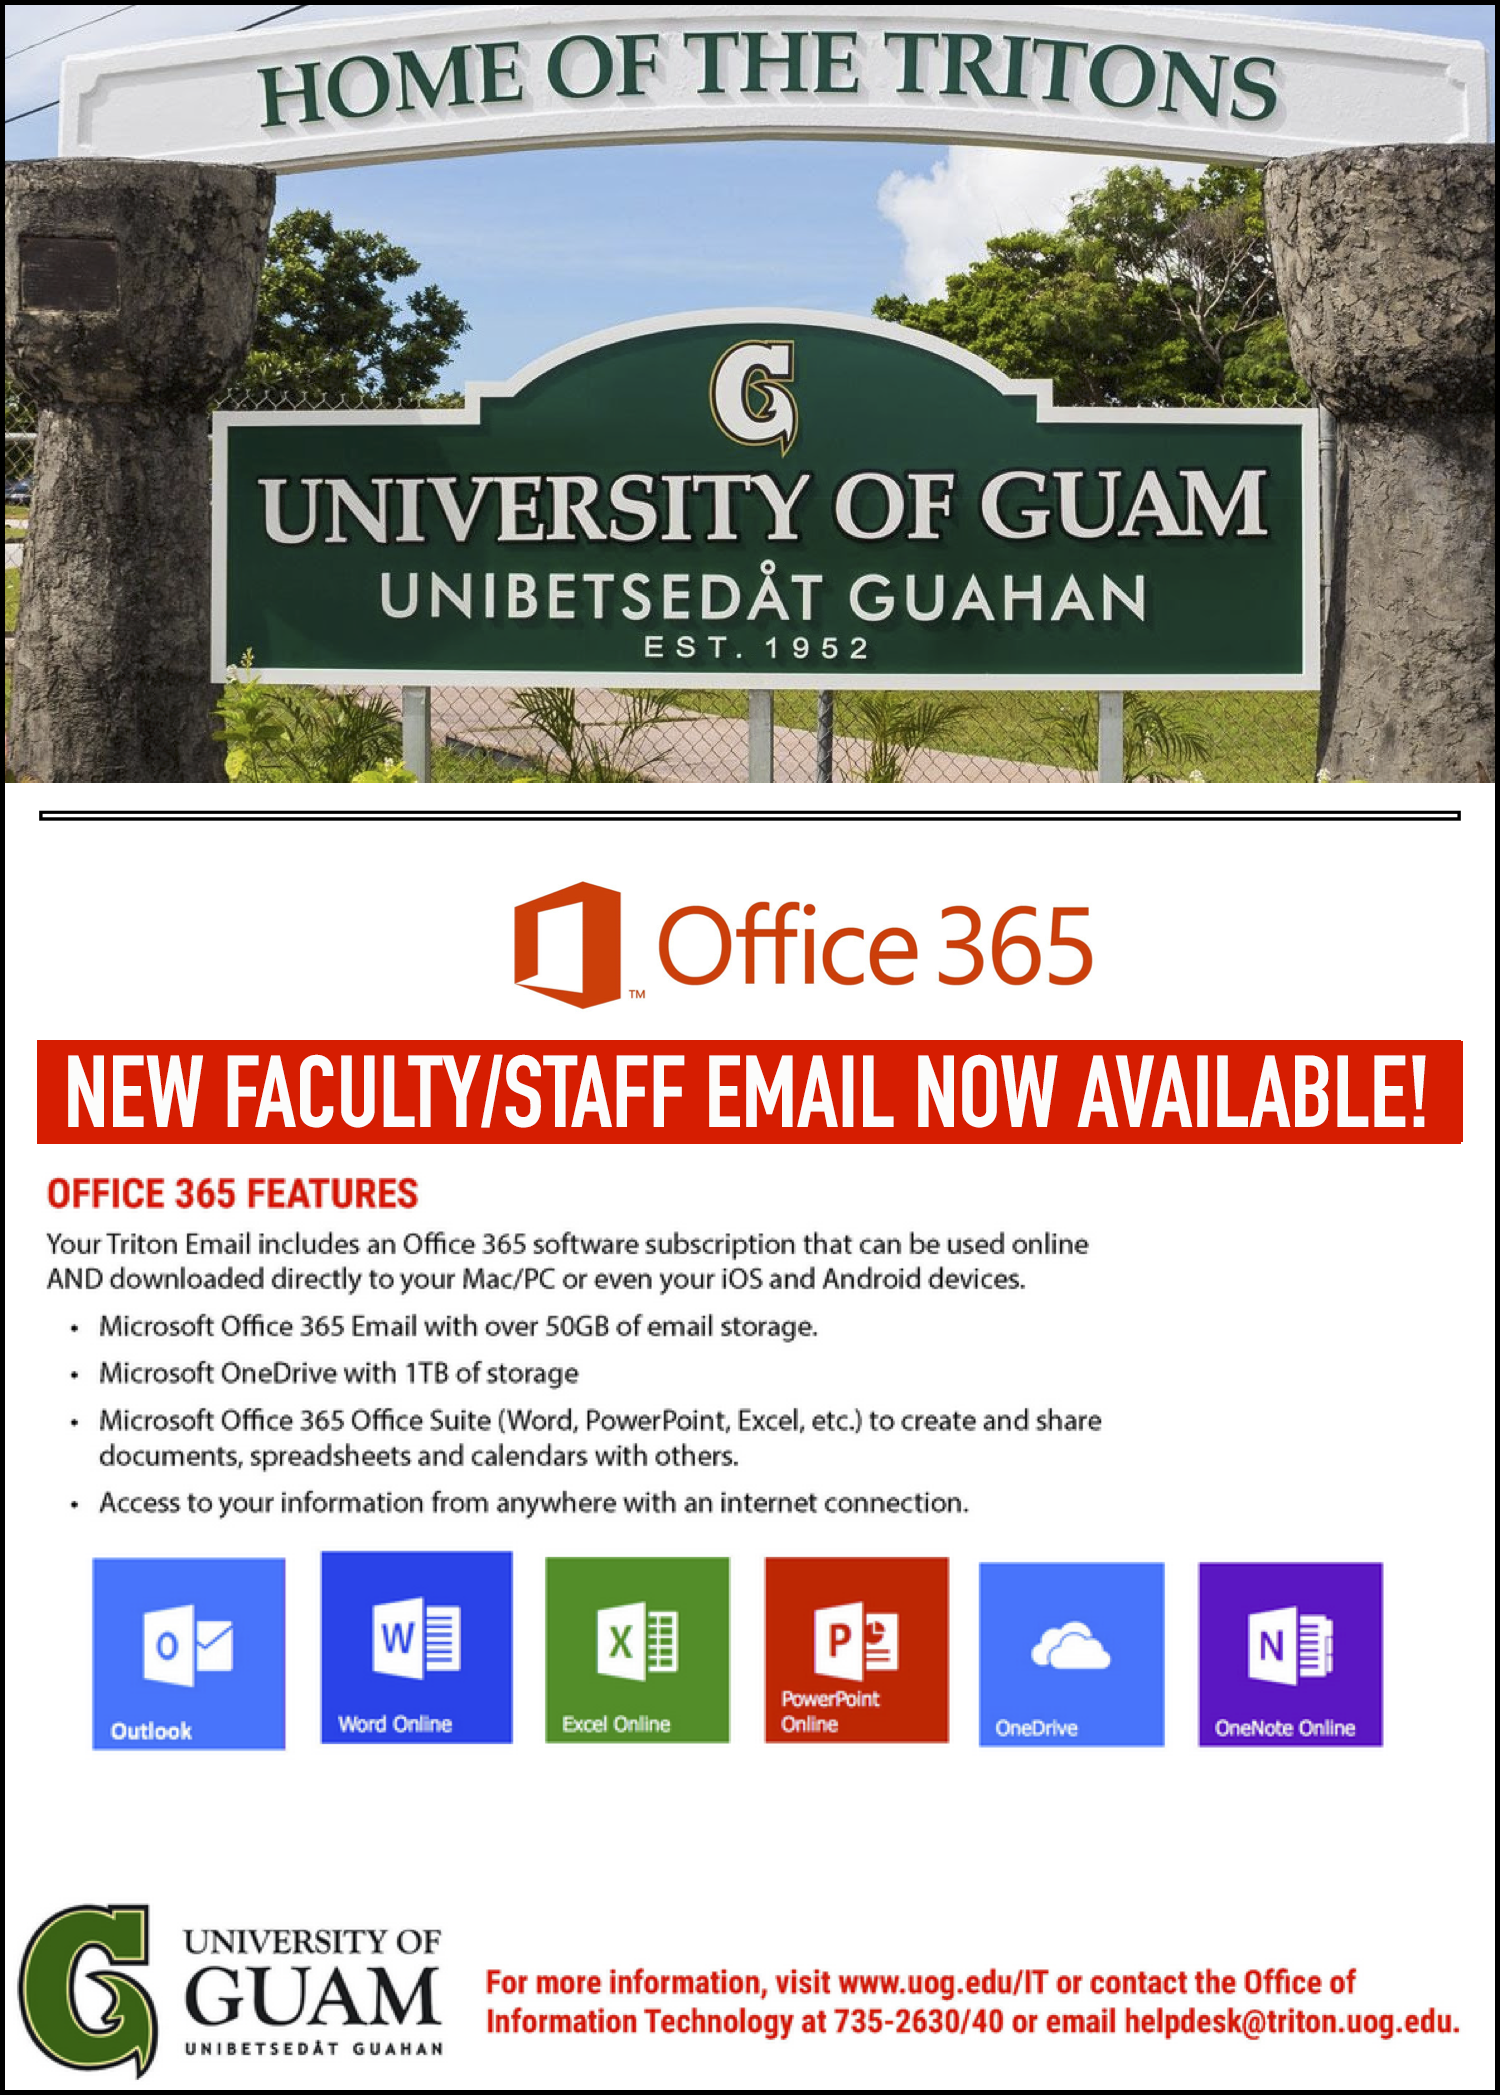 HOME OF THE TRITONS
G
UNIVERSITY OF GUAM
UNIBETSEDÅT GUAHAN
EST. 1952
™ Office 365
NEW FACULTY/STAFF EMAIL NOW AVAILABLE!
OFFICE 365 FEATURES
Your Triton Email includes an Office 365 software subscription that can be used online
AND downloaded directly to your Mac/PC or even your iOS and Android devices.
• Microsoft Office 365 Email with over 50GB of email storage.
• Microsoft OneDrive with 1TB of storage
• Microsoft Office 365 Office Suite (Word, PowerPoint, Excel, etc.) to create and share
documents, spreadsheets and calendars with others.
• Access to your information from anywhere with an internet connection.
O
Outlook
W
Word Online
X
Excel Online
P
PowerPoint
Online
OneDrive
N
OneNote Online
G
UNIVERSITY OF
GUAM
UNIBETSEDÅT GUAHAN
For more information, visit www.uog.edu/IT or contact the Office of
Information Technology at 735-2630/40 or email helpdesk@triton.uog.edu.